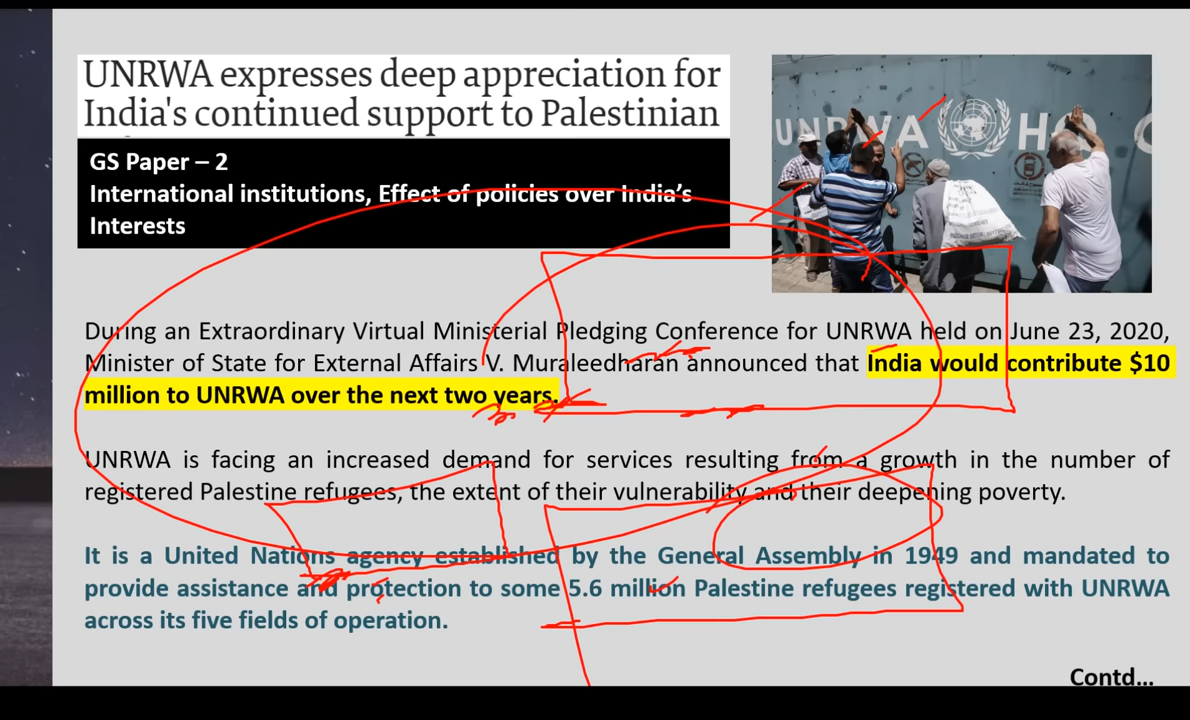 UNRWA expresses deep appreciation for
India's continued support to Palestinian
GS Paper – 2
International institutions, Effect of policies over India’s
Interests
UNRWA HQ
During an Extraordinary Virtual Ministerial Pledging Conference for UNRWA held on June 23, 2020,
Minister of State for External Affairs V. Muraleedharan announced that India would contribute $10
million to UNRWA over the next two years.
UNRWA is facing an increased demand for services resulting from a growth in the number of
registered Palestine refugees, the extent of their vulnerability and their deepening poverty.
It is a United Nations agency established by the General Assembly in 1949 and mandated to
provide assistance and protection to some 5.6 million Palestine refugees registered with UNRWA
across its five fields of operation.
Contd...